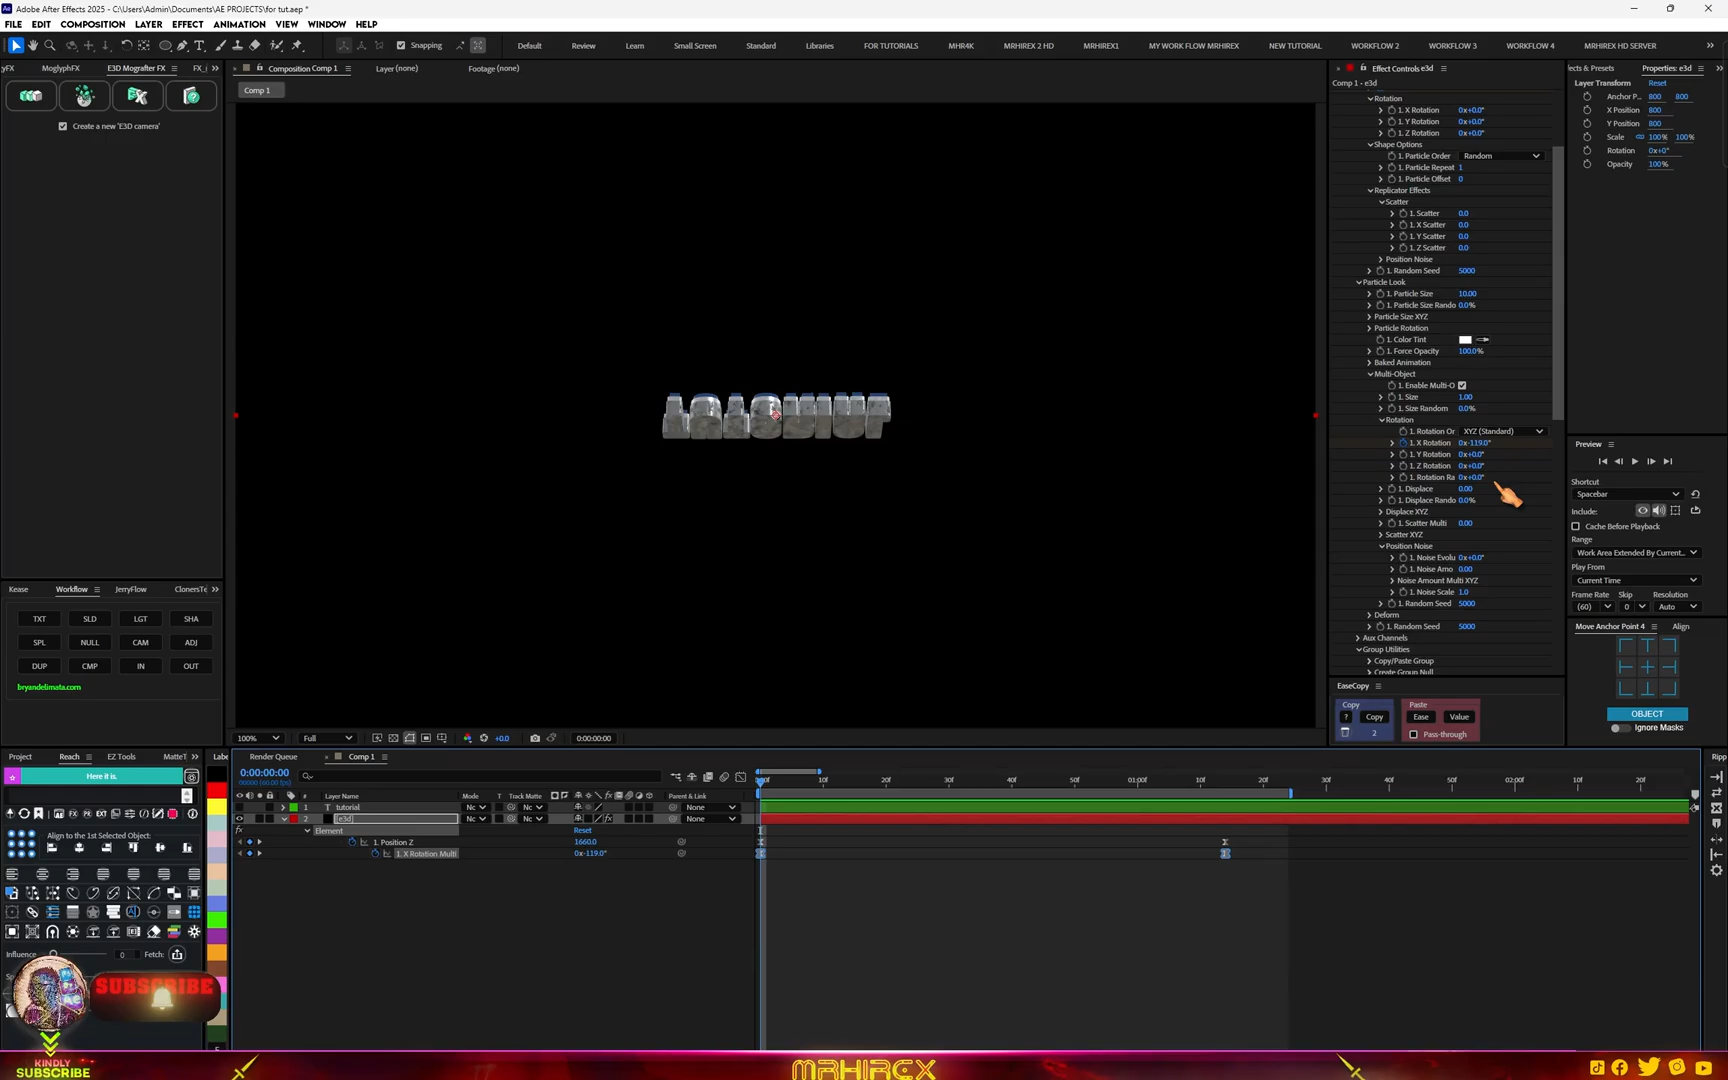 Adobe After Effects 2025 - C:\Users\Admin\Documents\AE PROJECTS\for tut.aep *
FILE EDIT COMPOSITION LAYER EFFECT ANIMATION VIEW WINDOW HELP
Snapping Default Review Learn Small Screen Standard Libraries FOR TUTORIALS MHR4K MRHIREX 2 HD MRHIREX1 MY WORK FLOW MRHIREX NEW TUTORIAL WORKFLOW 2 WORKFLOW 3 WORKFLOW 4 MRHIREX HD SERVER
yFX MoglyphFX E3D Mografter FX FX_i
Create a new 'E3D camera'
Composition Comp 1 Layer (none) Footage (none)
Comp 1
100% Full +0.0 0:00:00:00
Effect Controls e3d
Comp 1 - e3d
Rotation
1. X Rotation 0x+0.0°
1. Y Rotation 0x+0.0°
1. Z Rotation 0x+0.0°
Shape Options
1. Particle Order Random
1. Particle Repeat 1
1. Particle Offset 0
Replicator Effects
Scatter
1. Scatter 0.0
1. X Scatter 0.0
1. Y Scatter 0.0
1. Z Scatter 0.0
Position Noise
1. Random Seed 5000
Particle Look
1. Particle Size 10.00
1. Particle Size Rando 0.0%
Particle Size XYZ
Particle Rotation
1. Color Tint
1. Force Opacity 100.0%
Baked Animation
Multi-Object
1. Enable Multi-O
1. Size 1.00
1. Size Random 0.0%
Rotation
1. Rotation Or XYZ (Standard)
1. X Rotation 0x-119.0°
1. Y Rotation 0x+0.0°
1. Z Rotation 0x+0.0°
1. Rotation Ra 0x+0.0°
1. Displace 0.00
1. Displace Rando 0.0%
Displace XYZ
1. Scatter Multi 0.00
Scatter XYZ
Position Noise
1. Noise Evolu 0x+0.0°
1. Noise Amo 0.00
Noise Amount Multi XYZ
1. Noise Scale 1.0
1. Random Seed 5000
Deform
1. Random Seed 5000
Aux Channels
Group Utilities
Copy/Paste Group
Create Group Null
EaseCopy
Copy Paste
? Copy Ease Value
2 Pass-through
ects & Presets Properties: e3d
Layer Transform Reset
Anchor P... 800 800
X Position 800
Y Position 800
Scale 100% 100%
Rotation 0x+0°
Opacity 100%
Preview
Shortcut
Spacebar
Include:
Cache Before Playback
Range
Work Area Extended By Current...
Play From
Current Time
Frame Rate Skip Resolution
(60) 0 Auto
Move Anchor Point 4 Align
OBJECT
Ignore Masks
Kease Workflow JerryFlow ClonersTe
TXT SLD LGT SHA
SPL NULL CAM ADJ
DUP CMP IN OUT
bryandelimata.com
Project Reach EZ Tools MatteT Labe
Here it is.
Align to the 1st Selected Object:
Influence 0 Fetch:
SUBSCRIBE
KINDLY
SUBSCRIBE
Render Queue Comp 1
0:00:00:00
# Layer Name Mode T Track Matte Parent & Link
1 tutorial Nc Nc None
2 [e3d] Nc Nc None
Element Reset
1. Position Z 1660.0
1. X Rotation Multi 0x-119.0°
10f 20f 30f 40f 50f 01:00f 10f 20f 30f 40f 50f 02:00f 10f 20f
Ripp
MRHIREX